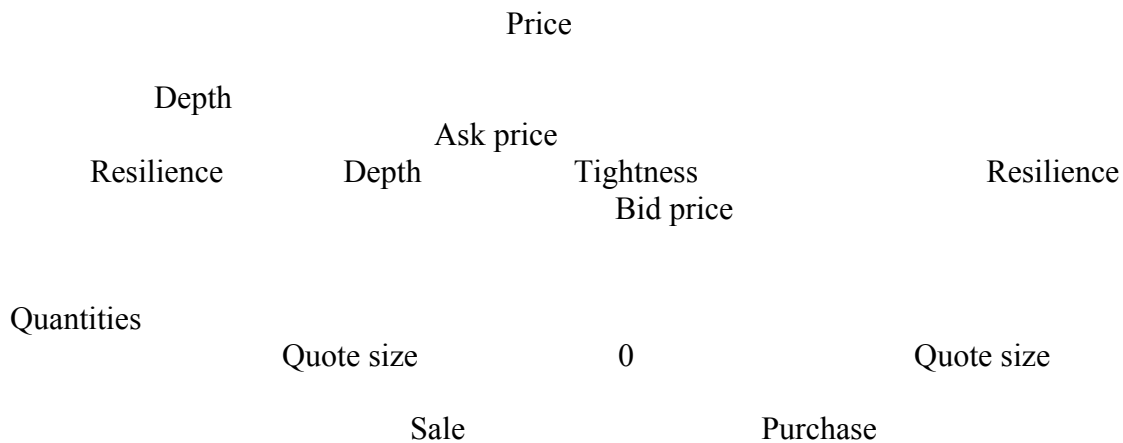 Price
Depth
Ask price
Resilience Depth Tightness Resilience
Bid price
Quantities
Quote size 0 Quote size
Sale Purchase